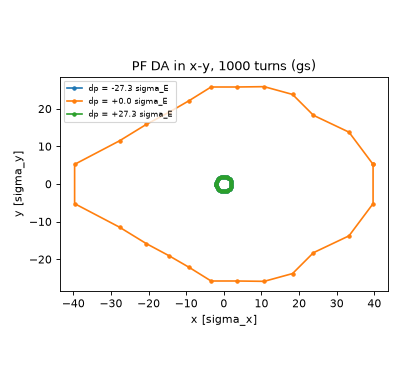 PF DA in x-y, 1000 turns (gs)
dp = -27.3 sigma_E
dp = +0.0 sigma_E
dp = +27.3 sigma_E
20
10
0
−10
−20
y [sigma_y]
−40 −30 −20 −10 0 10 20 30 40
x [sigma_x]